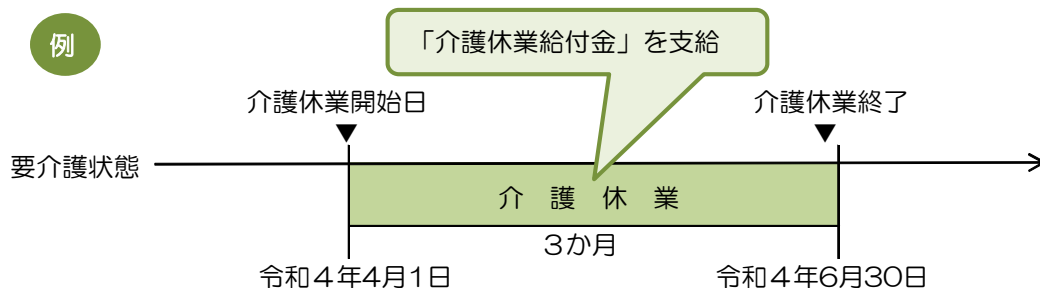 例
「介護休業給付金」を支給
介護休業開始日
介護休業終了
要介護状態
介 護 休 業
３か月
令和４年４月１日
令和４年６月３０日